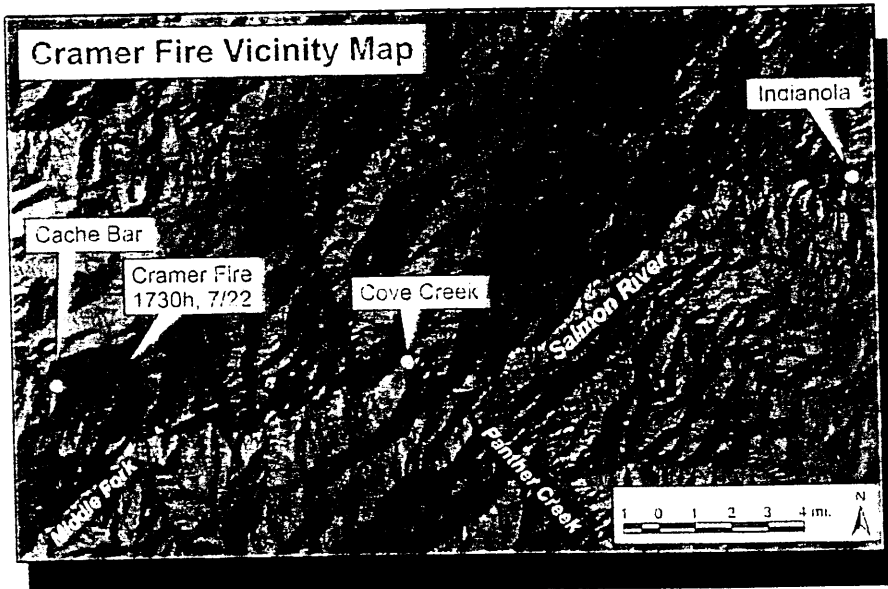 Cramer Fire Vicinity Map
Indianola
Cache Bar
Cramer Fire
1730h, 7/22
Cove Creek
Salmon River
Panther Creek
Middle Fork
N
1 0 1 2 3 4 mi.